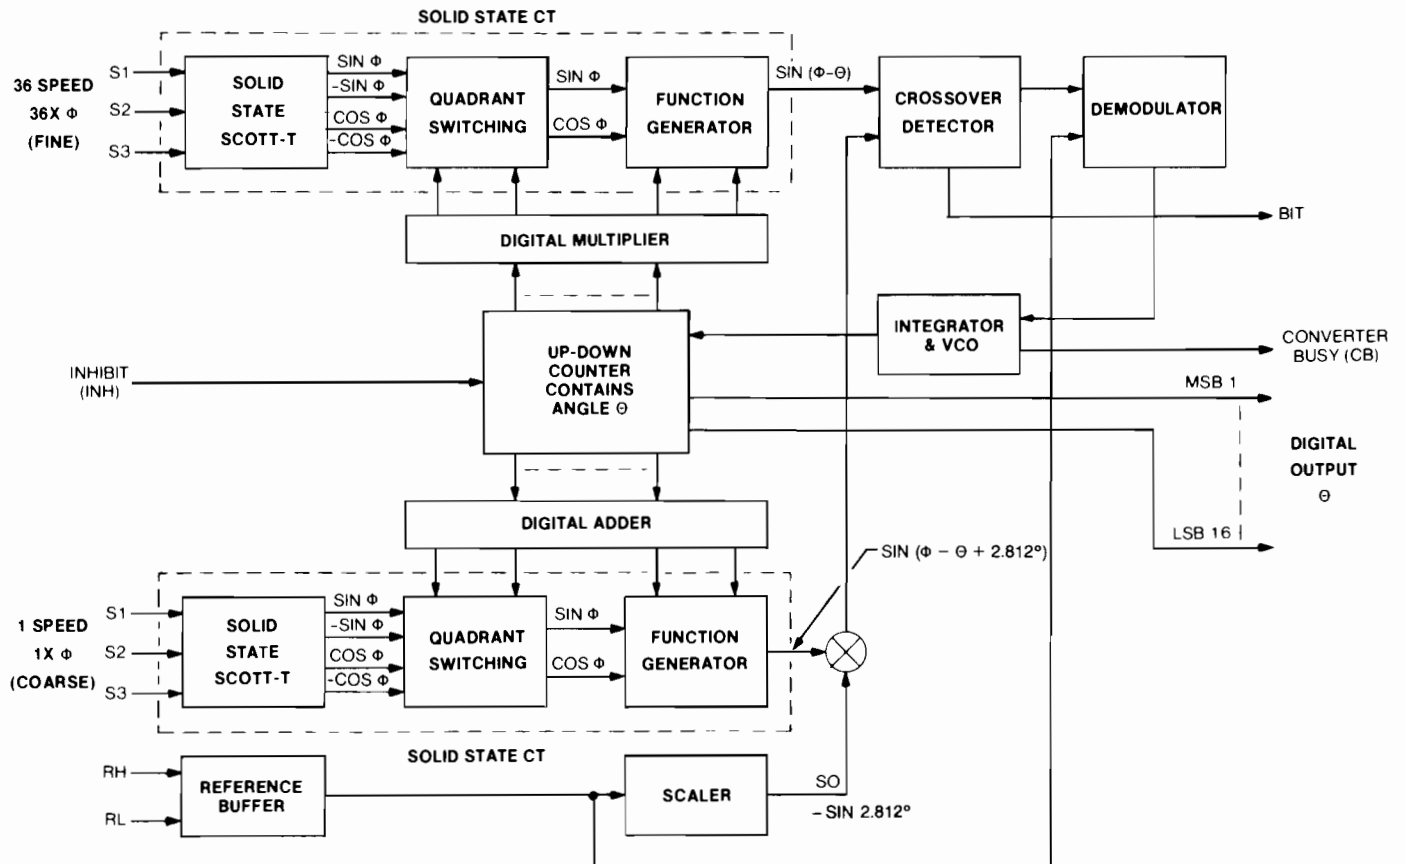 SOLID STATE CT
36 SPEED
36X Φ
(FINE)
S1
S2
S3
SOLID
STATE
SCOTT-T
SIN Φ
-SIN Φ
COS Φ
-COS Φ
QUADRANT
SWITCHING
SIN Φ
COS Φ
FUNCTION
GENERATOR
SIN (Φ-Θ)
CROSSOVER
DETECTOR
DEMODULATOR
BIT
DIGITAL MULTIPLIER
INTEGRATOR
& VCO
CONVERTER
BUSY (CB)
INHIBIT
(INH)
UP-DOWN
COUNTER
CONTAINS
ANGLE Θ
MSB 1
DIGITAL
OUTPUT
Θ
LSB 16
DIGITAL ADDER
SIN (Φ – Θ + 2.812°)
1 SPEED
1X Φ
(COARSE)
S1
S2
S3
SOLID
STATE
SCOTT-T
SIN Φ
-SIN Φ
COS Φ
-COS Φ
QUADRANT
SWITCHING
SIN Φ
COS Φ
FUNCTION
GENERATOR
SOLID STATE CT
RH
RL
REFERENCE
BUFFER
SCALER
SO
–SIN 2.812°